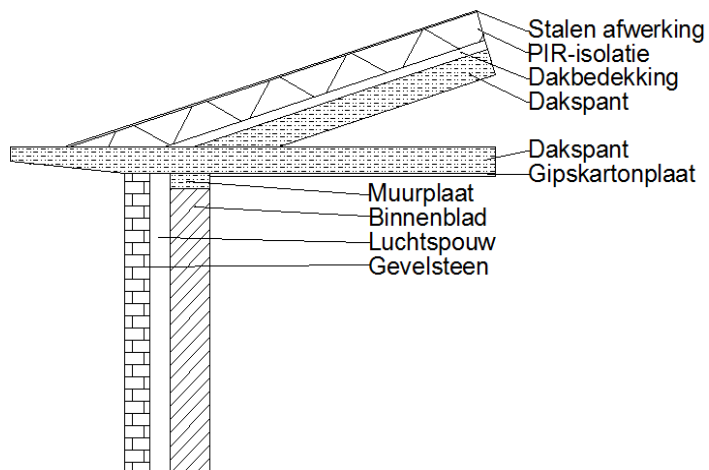 Stalen afwerking
PIR-isolatie
Dakbedekking
Dakspant
Dakspant
Gipskartonplaat
Muurplaat
Binnenblad
Luchtspouw
Gevelsteen